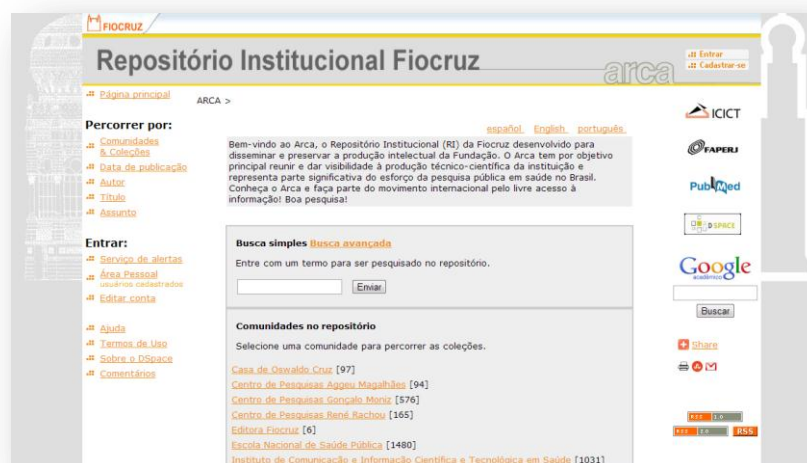 FIOCRUZ
Repositório Institucional Fiocruz
arca
Entrar
Cadastrar-se
Página principal
ARCA >
Percorrer por:
Comunidades
& Coleções
Data de publicação
Autor
Título
Assunto
Entrar:
Serviço de alertas
Área Pessoal
usuários cadastrados
Editar conta
Ajuda
Termos de Uso
Sobre o DSpace
Comentários
español English português
Bem-vindo ao Arca, o Repositório Institucional (RI) da Fiocruz desenvolvido para
disseminar e preservar a produção intelectual da Fundação. O Arca tem por objetivo
principal reunir e dar visibilidade à produção técnico-científica da instituição e
representa parte significativa do esforço da pesquisa pública em saúde no Brasil.
Conheça o Arca e faça parte do movimento internacional pelo livre acesso à
informação! Boa pesquisa!
Busca simples Busca avançada
Entre com um termo para ser pesquisado no repositório.
Enviar
Comunidades no repositório
Selecione uma comunidade para percorrer as coleções.
Casa de Oswaldo Cruz [97]
Centro de Pesquisas Aggeu Magalhães [94]
Centro de Pesquisas Gonçalo Moniz [576]
Centro de Pesquisas René Rachou [165]
Editora Fiocruz [6]
Escola Nacional de Saúde Pública [1480]
Instituto de Comunicação e Informação Científica e Tecnológica em Saúde [1031]
ICICT
FAPERJ
PubMed
DSPACE
Google
acadêmico
Buscar
Share
RSS 1.0
RSS 2.0 RSS